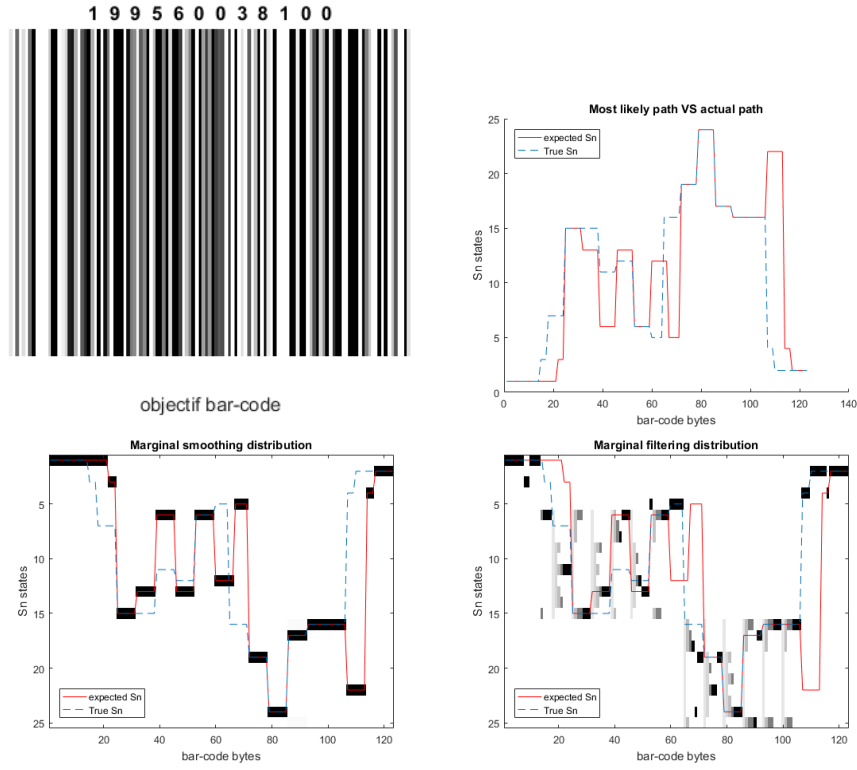 1 9 9 5 6 0 0 3 8 1 0 0
objectif bar-code
Most likely path VS actual path
expected Sn
True Sn
Sn states
25
20
15
10
5
0
0 20 40 60 80 100 120 140
bar-code bytes
Marginal smoothing distribution
Sn states
5
10
15
20
25
expected Sn
True Sn
20 40 60 80 100 120
bar-code bytes
Marginal filtering distribution
Sn states
5
10
15
20
25
expected Sn
True Sn
20 40 60 80 100 120
bar-code bytes